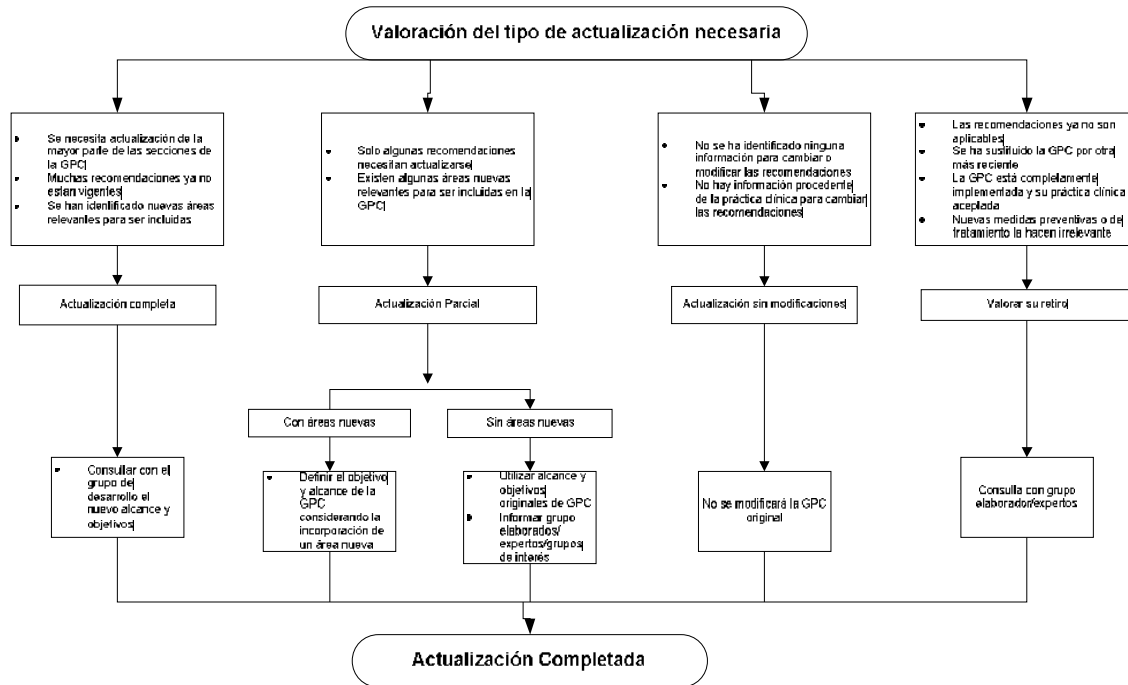 Valoración del tipo de actualización necesaria
Se necesita actualización de la
mayor parte de las secciones de
la GPC
Muchas recomendaciones ya no
estan vigentes
Se han identificado nuevas áreas
relevantes para ser incluidas
Solo algunas recomendaciones
necesitan actualizarse
Existen algunas áreas nuevas
relevantes para ser incluidas en la
GPC
No se ha identificado ninguna
información para cambiar o
modificar las recomendaciones
No hay información procedente
de la práctica clínica para cambiar
las recomendaciones
Las recomendaciones ya no son
aplicables
Se ha sustituido la GPC por otra
más reciente
La GPC está completamente
implementada y su práctica clínica
aceptada
Nuevas medidas preventivas o de
tratamiento la hacen irrelevante
Actualización completa
Actualización Parcial
Actualización sin modificaciones
Valorar su retiro
Con áreas nuevas
Sin áreas nuevas
Consultar con el
grupo de
desarrollo el
nuevo alcance y
objetivos
Definir el objetivo
y alcance de la
GPC
considerando la
incorporación de
un área nueva
Utilizar alcance y
objetivos
originales de GPC
Informar grupo
elaborados/
expertos/grupos
de interés
No se modificará la GPC
original
Consulta con grupo
elaborador/expertos
Actualización Completada